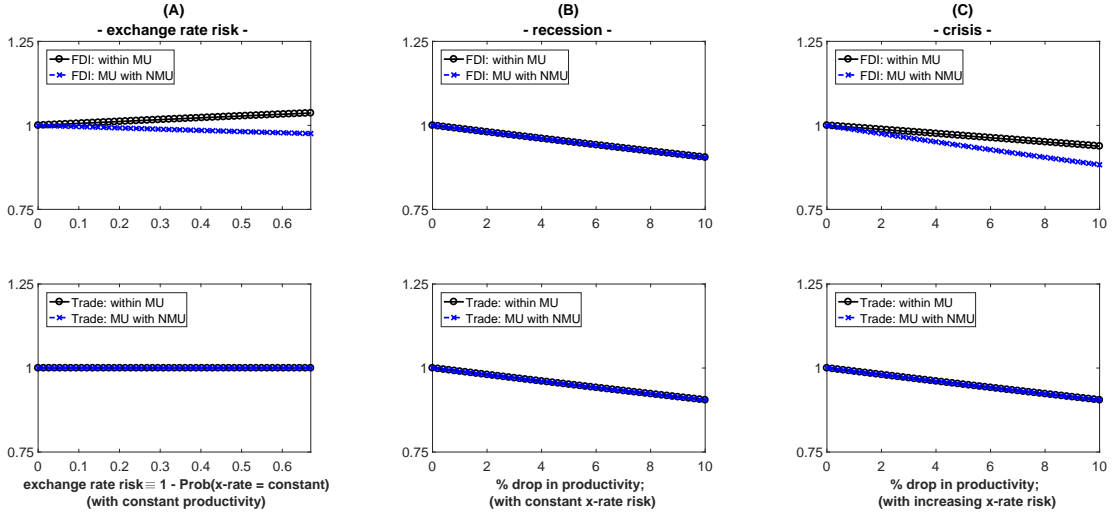 (A)
- exchange rate risk -
1.25
1
0.75
FDI: within MU
FDI: MU with NMU
0 0.1 0.2 0.3 0.4 0.5 0.6
(B)
- recession -
1.25
1
0.75
FDI: within MU
FDI: MU with NMU
0 2 4 6 8 10
(C)
- crisis -
1.25
1
0.75
FDI: within MU
FDI: MU with NMU
0 2 4 6 8 10
1.25
1
0.75
Trade: within MU
Trade: MU with NMU
0 0.1 0.2 0.3 0.4 0.5 0.6
exchange rate risk≡ 1 - Prob(x-rate = constant)
(with constant productivity)
1.25
1
0.75
Trade: within MU
Trade: MU with NMU
0 2 4 6 8 10
% drop in productivity;
(with constant x-rate risk)
1.25
1
0.75
Trade: within MU
Trade: MU with NMU
0 2 4 6 8 10
% drop in productivity;
(with increasing x-rate risk)